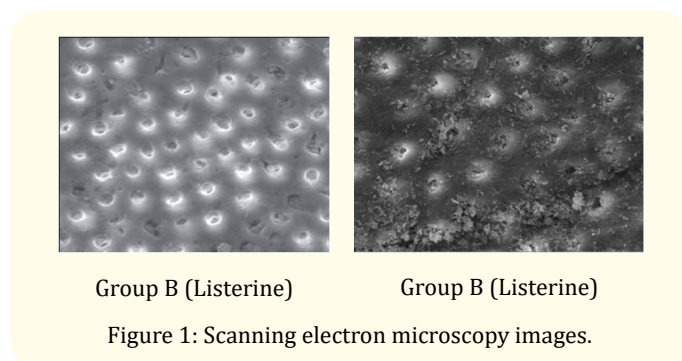 Group B (Listerine)
Group B (Listerine)
Figure 1: Scanning electron microscopy images.